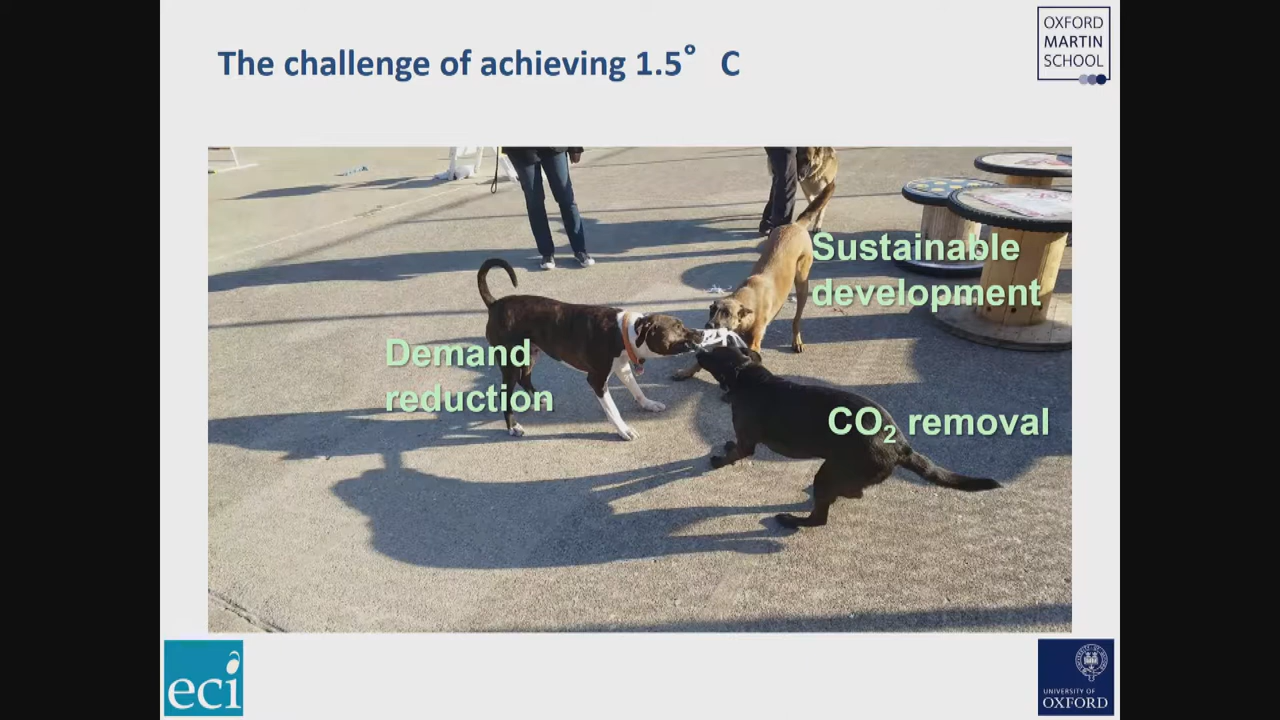 The challenge of achieving 1.5° C
OXFORD
MARTIN
SCHOOL
Sustainable
development
Demand
reduction
CO₂ removal
eci
UNIVERSITY OF
OXFORD